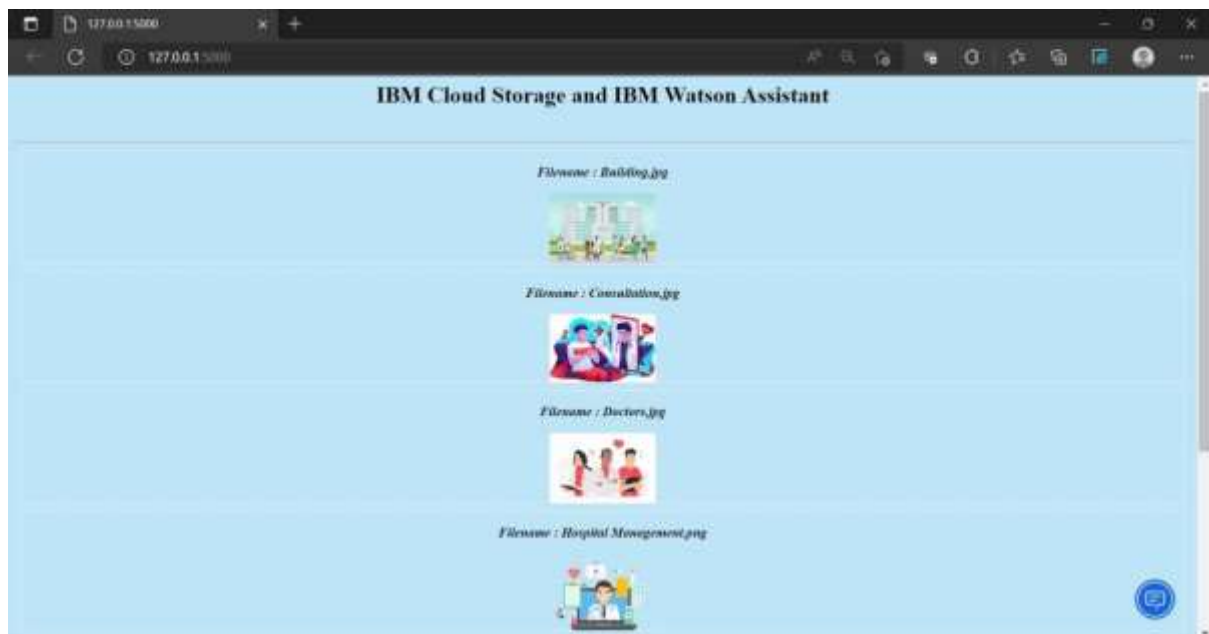 127.0.0.1:5000
127.0.0.1:5000
IBM Cloud Storage and IBM Watson Assistant
Filename : Building.jpg
Filename : Consultation.jpg
Filename : Doctors.jpg
Filename : Hospital Management.png